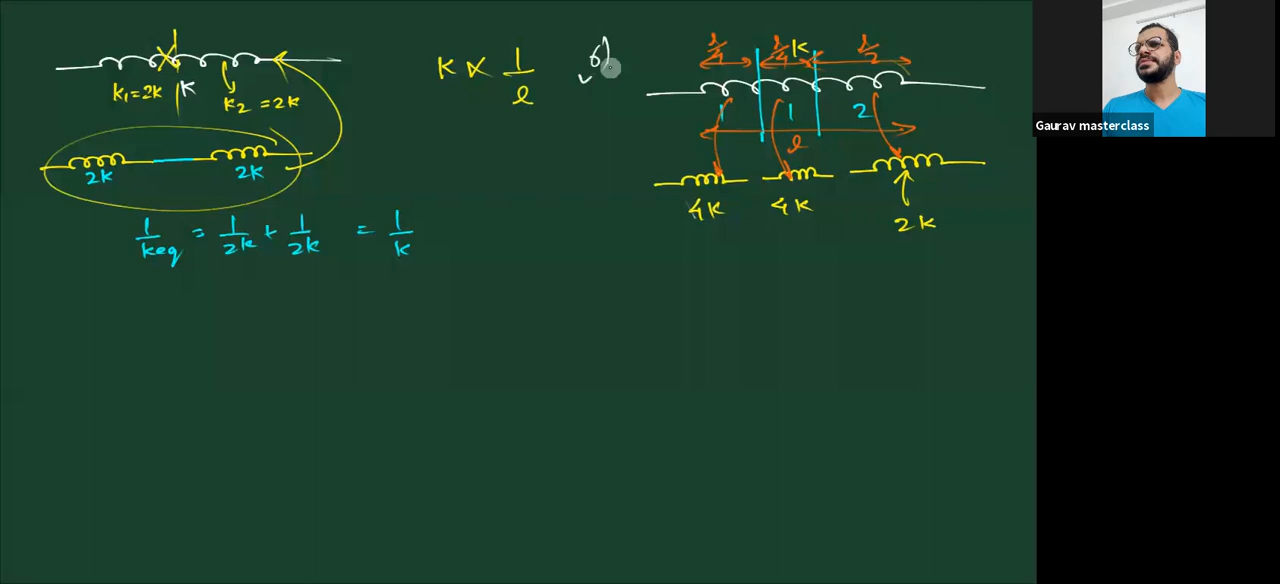 K₁=2K
K
K₂=2K
2K
2K
1/Keq = 1/2K + 1/2K = 1/K
K ∝ 1/l
l/4
l/4
K
l/2
1
1
2
l
4K
4K
2K
Gaurav masterclass